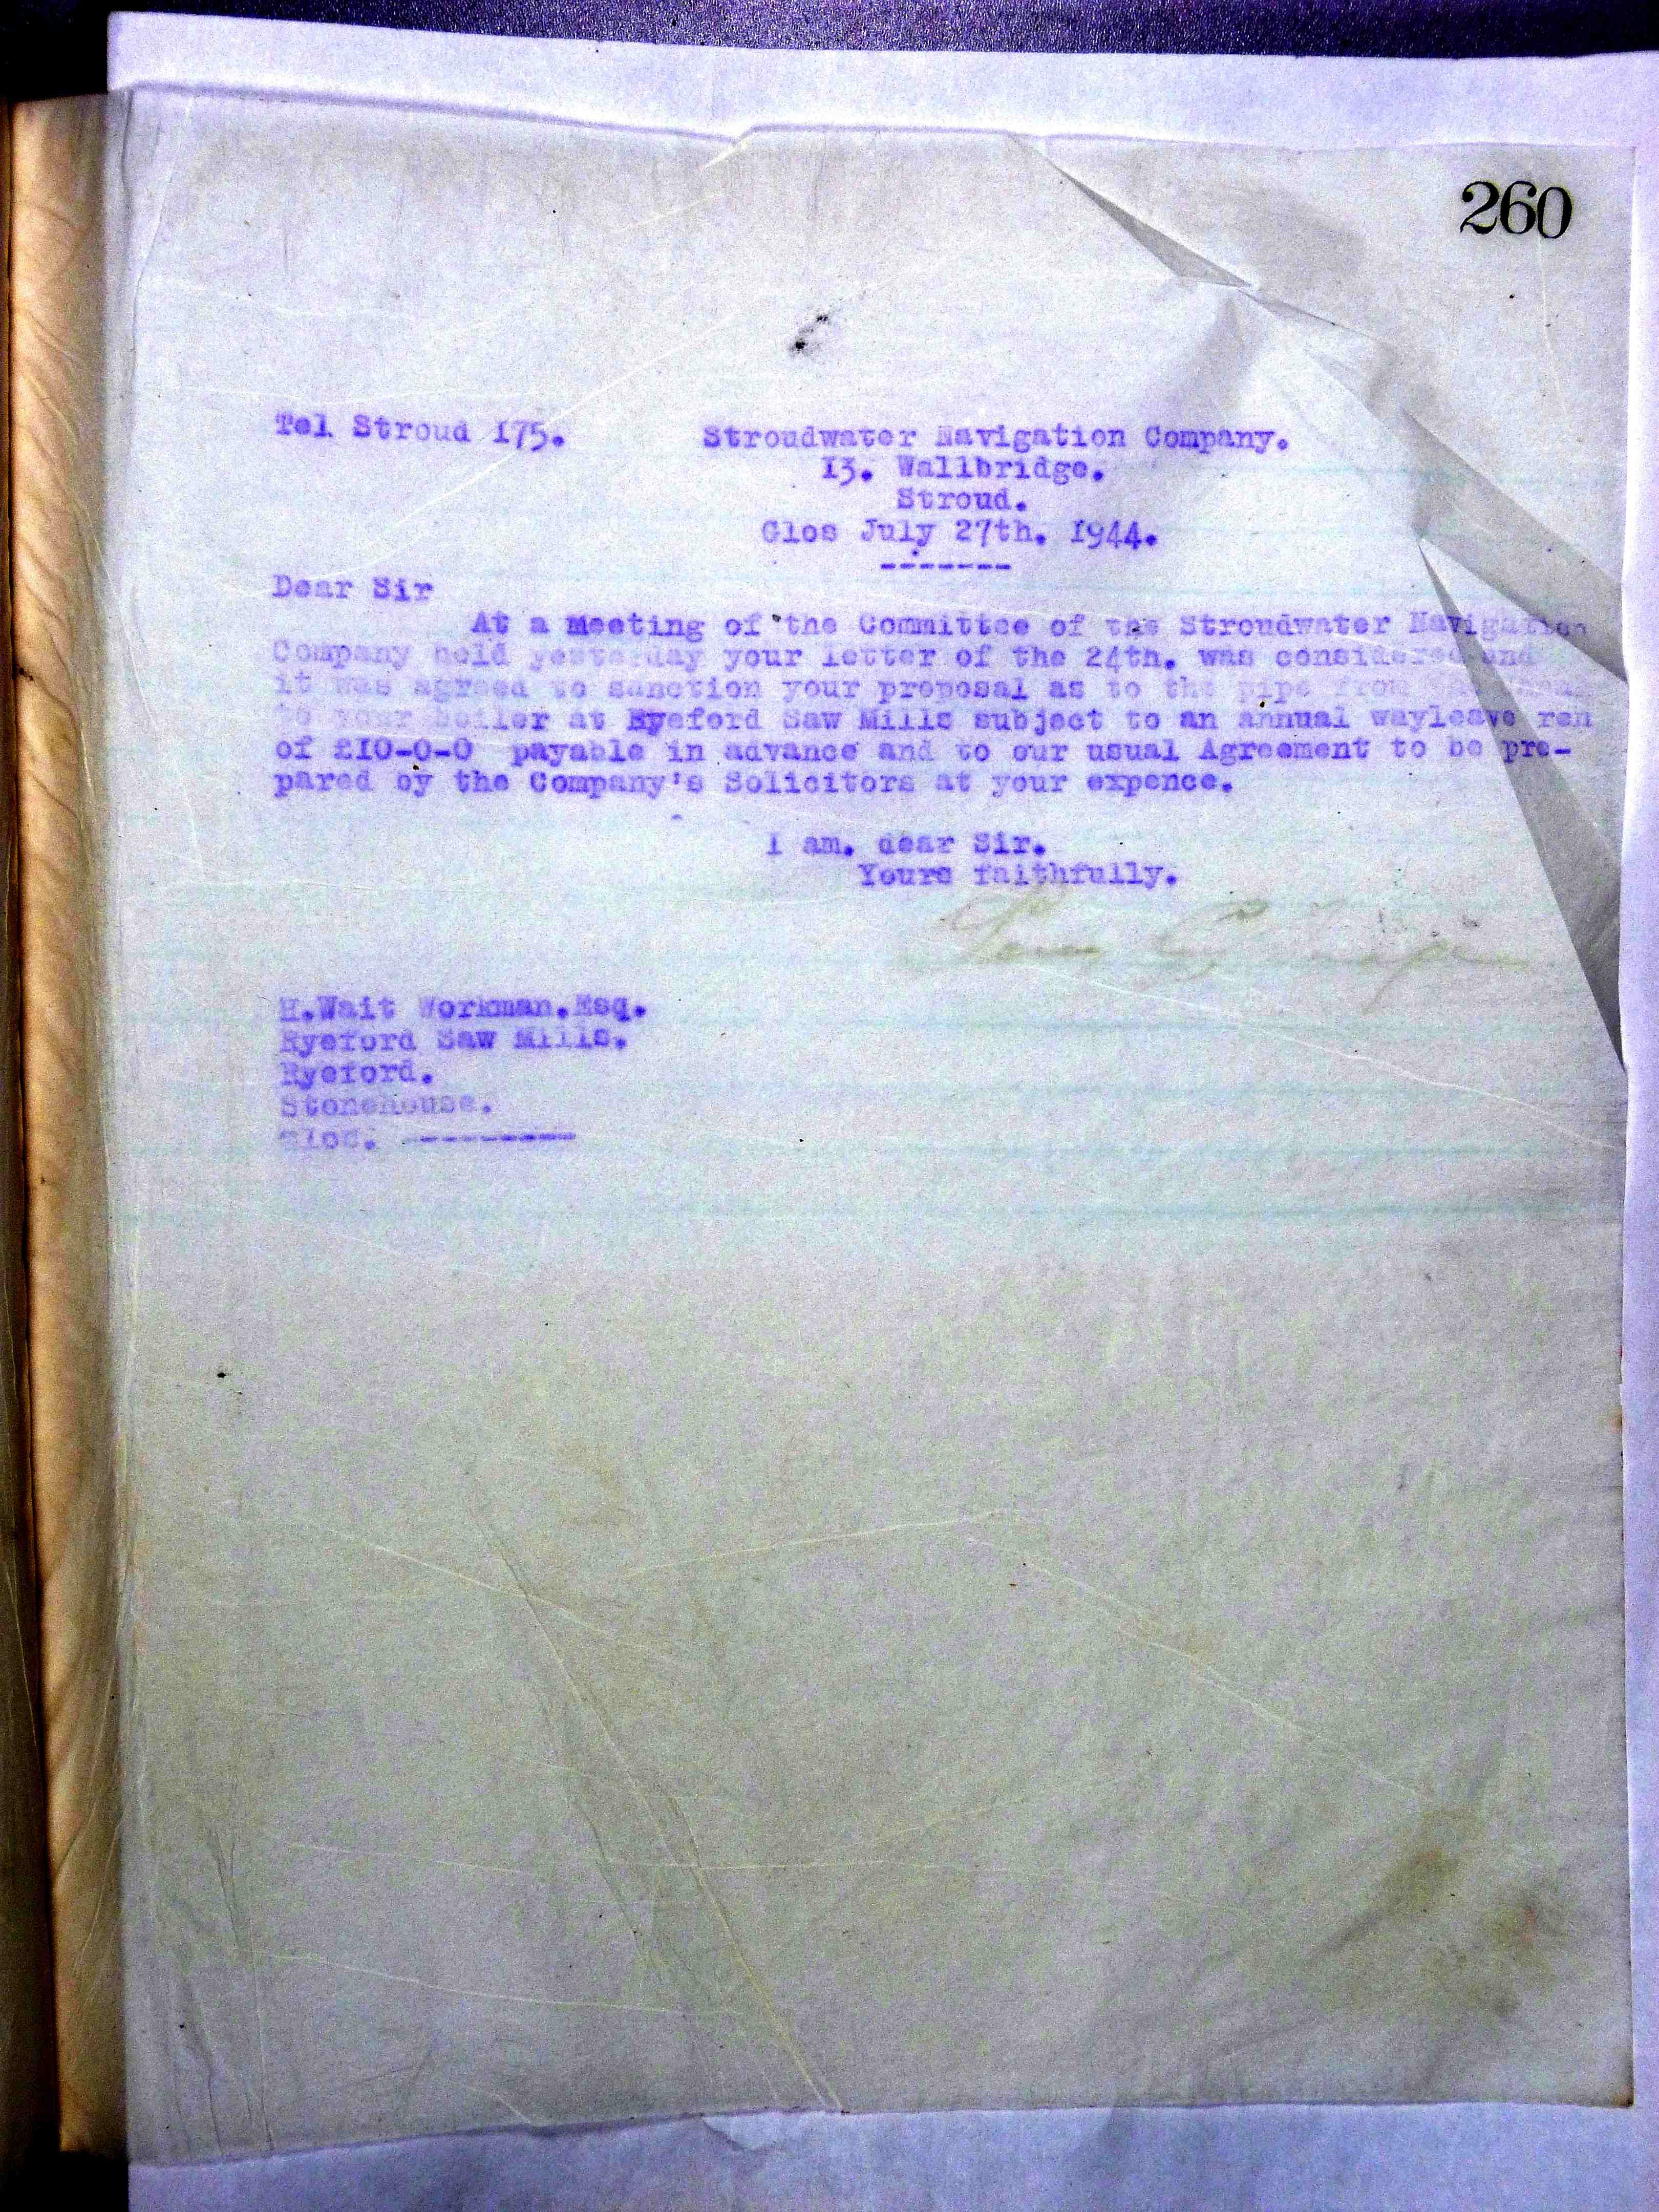 260
Tel Stroud 175.
Stroudwater Navigation Company.
13. Wallbridge.
Stroud.
Glos July 27th. 1944.
-------
Dear Sir
At a meeting of the Committee of the Stroudwater Navigation
Company held yesterday your letter of the 24th. was considered and
it was agreed to sanction your proposal as to the pipe from
to your boiler at Ryeford Saw Mills subject to an annual wayleave ren
of £10-0-0 payable in advance and to our usual Agreement to be pre-
pared by the Company's Solicitors at your expence.
I am. dear Sir.
Yours faithfully.
H.Wait Workman.Esq.
Ryeford Saw Mills.
Ryeford.
Stonehouse.
Glos. ---------